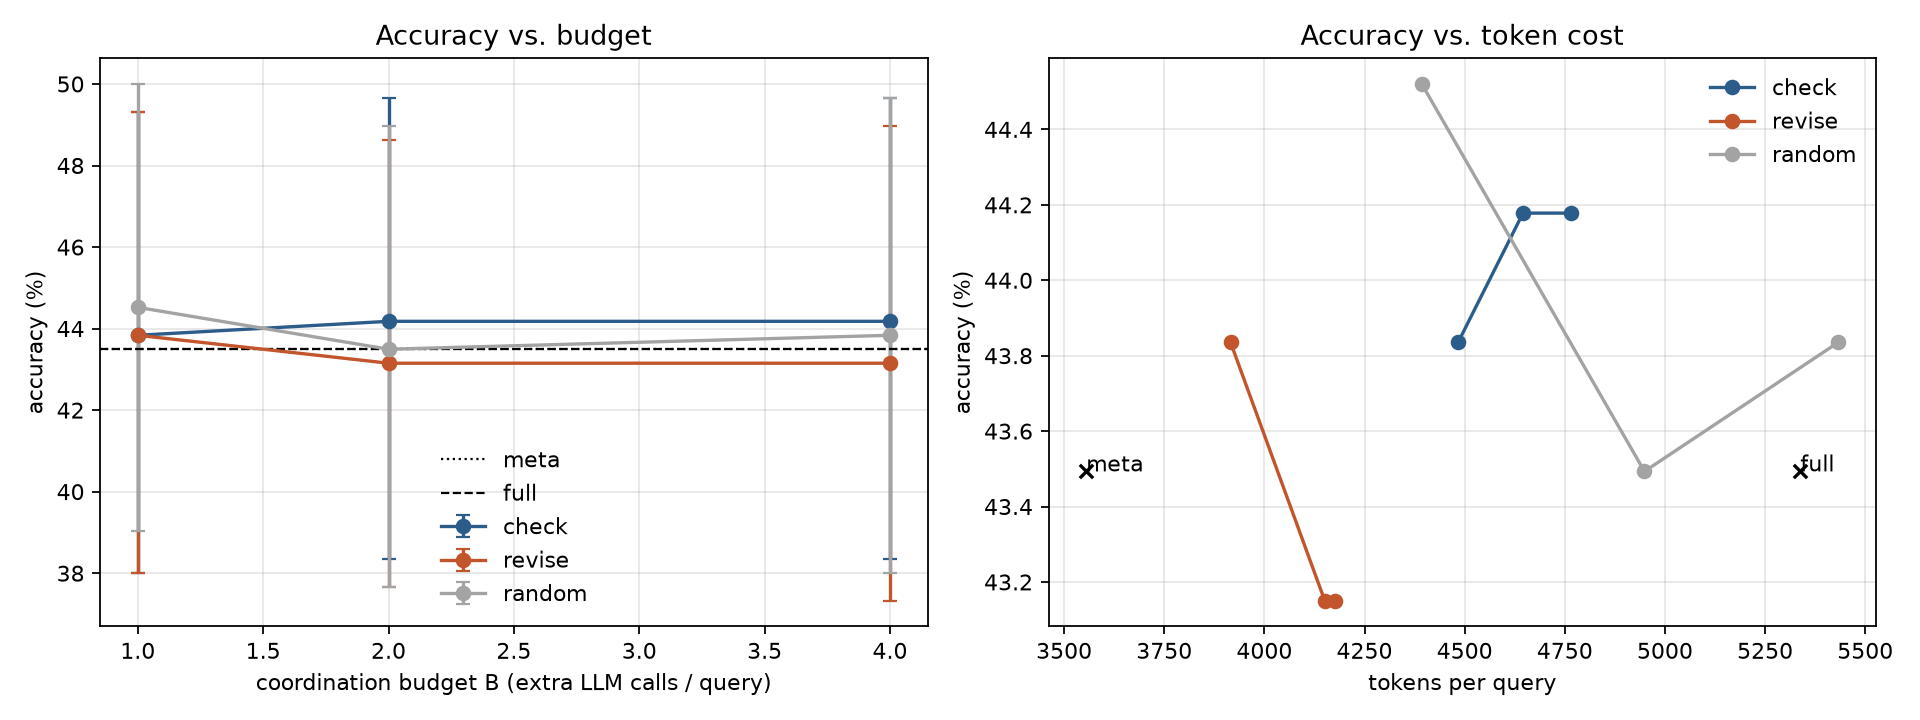 Accuracy vs. budget
accuracy (%)
50
48
46
44
42
40
38
meta
full
check
revise
random
1.0 1.5 2.0 2.5 3.0 3.5 4.0
coordination budget B (extra LLM calls / query)
Accuracy vs. token cost
accuracy (%)
44.4
44.2
44.0
43.8
43.6
43.4
43.2
check
revise
random
meta
full
3500 3750 4000 4250 4500 4750 5000 5250 5500
tokens per query